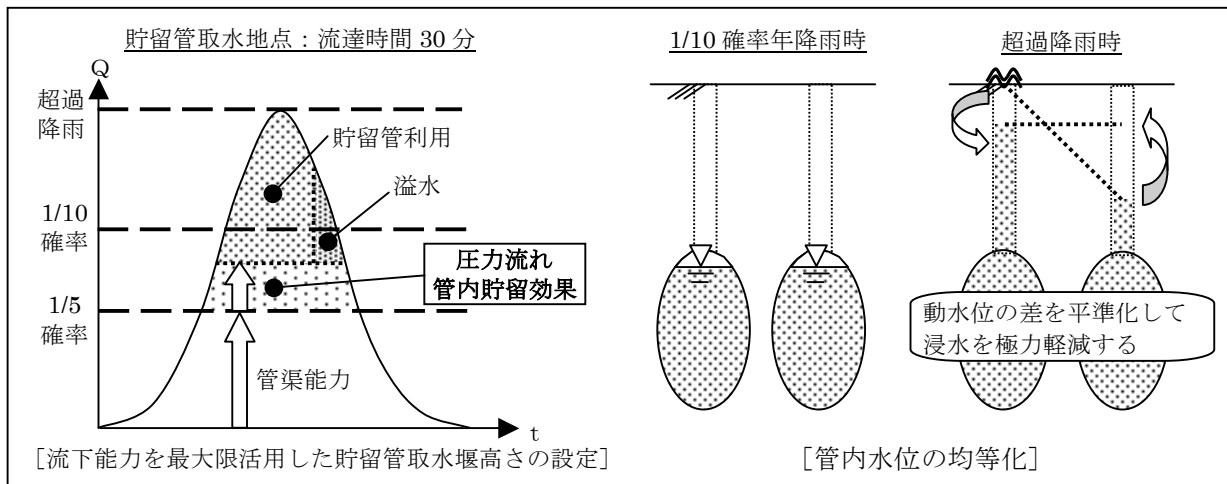 貯留管取水地点：流達時間 30 分
Q
超過
降雨
貯留管利用
溢水
1/10
確率
圧力流れ
管内貯留効果
1/5
確率
管渠能力
t
［流下能力を最大限活用した貯留管取水堰高さの設定］
1/10 確率年降雨時
超過降雨時
動水位の差を平準化して
浸水を極力軽減する
［管内水位の均等化］